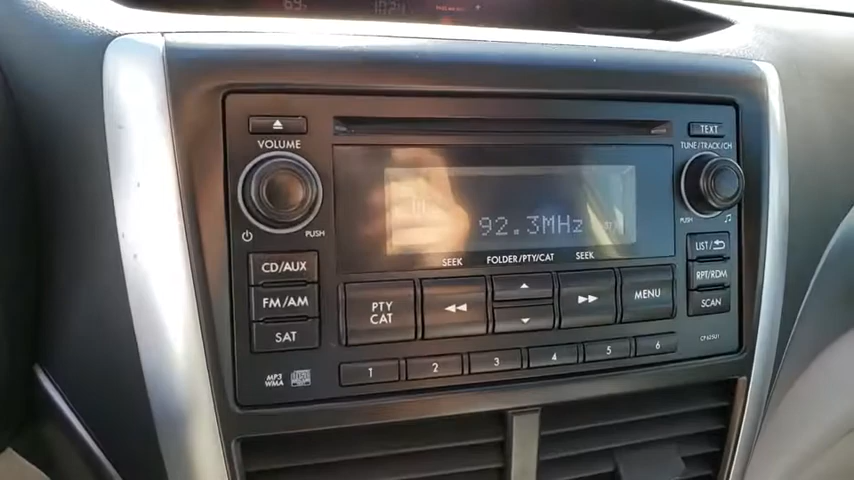 TEXT
VOLUME
TUNE/TRACK/CH
92.3MHz
PUSH
PUSH
SEEK
FOLDER/PTY/CAT
SEEK
LIST/
CD/AUX
RPT/RDM
FM/AM
PTY
CAT
MENU
SCAN
SAT
MP3
WMA
1
2
3
4
5
6